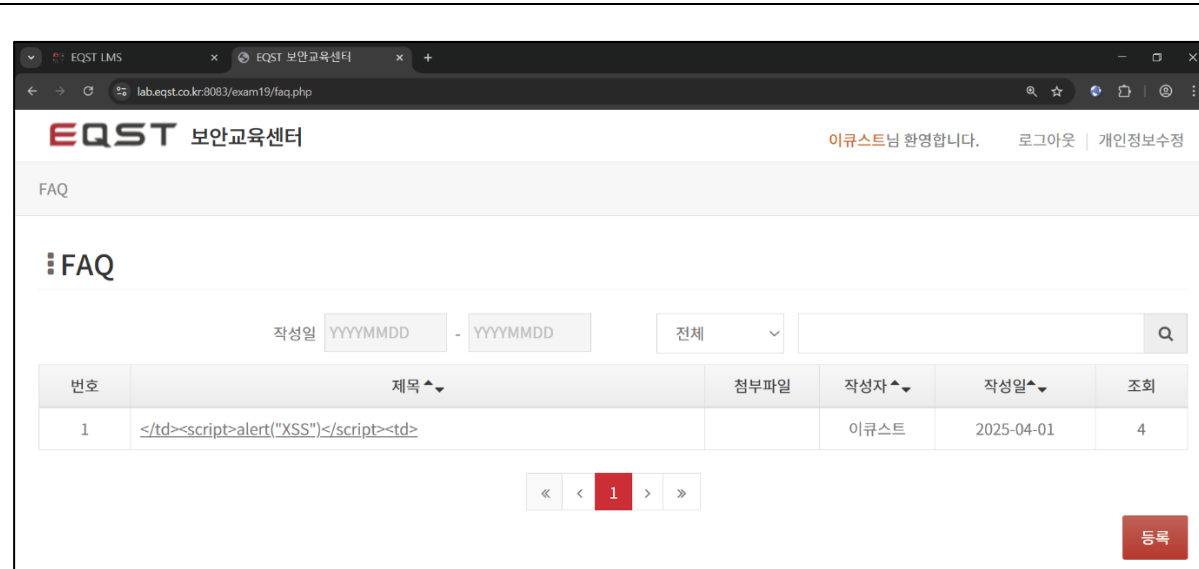 EQST LMS × EQST 보안교육센터 × +
lab.eqst.co.kr:8083/exam19/faq.php
EQST 보안교육센터 이큐스트님 환영합니다. 로그아웃 | 개인정보수정
FAQ
FAQ
작성일 YYYYMMDD - YYYYMMDD 전체
번호 제목 첨부파일 작성자 작성일 조회
1 </td><script>alert("XSS")</script><td> 이큐스트 2025-04-01 4
« < 1 > »
등록